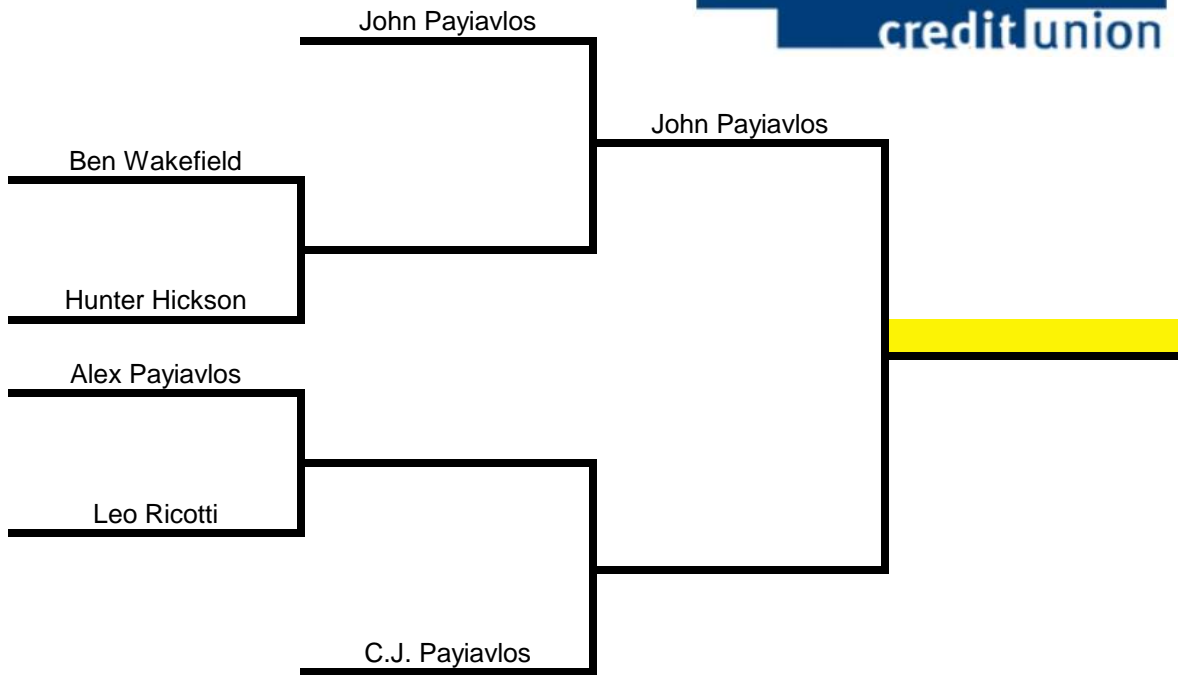 John Payiavlos
credit union
John Payiavlos
Ben Wakefield
Hunter Hickson
Alex Payiavlos
Leo Ricotti
C.J. Payiavlos